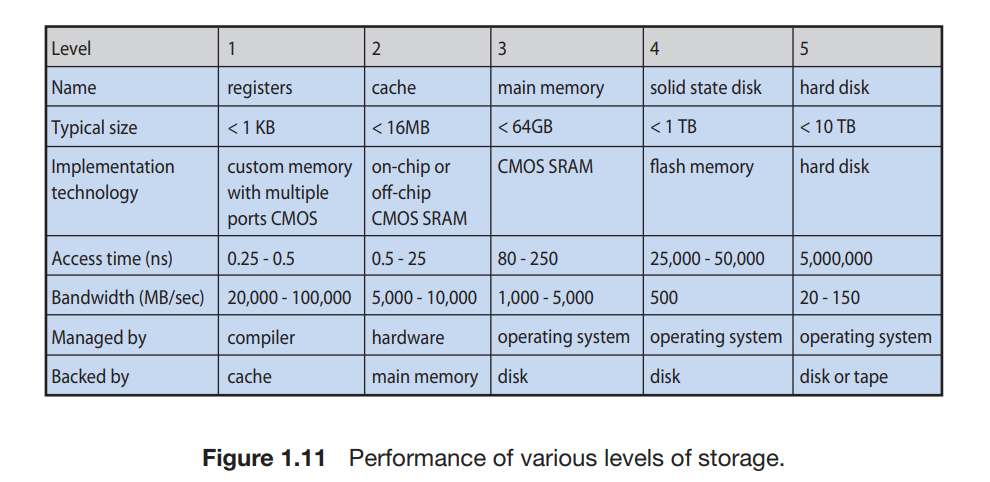 Level 1 2 3 4 5
Name registers cache main memory solid state disk hard disk
Typical size < 1 KB < 16MB < 64GB < 1 TB < 10 TB
Implementation custom memory on-chip or CMOS SRAM flash memory hard disk
technology with multiple off-chip
ports CMOS CMOS SRAM
Access time (ns) 0.25 - 0.5 0.5 - 25 80 - 250 25,000 - 50,000 5,000,000
Bandwidth (MB/sec) 20,000 - 100,000 5,000 - 10,000 1,000 - 5,000 500 20 - 150
Managed by compiler hardware operating system operating system operating system
Backed by cache main memory disk disk disk or tape
Figure 1.11 Performance of various levels of storage.